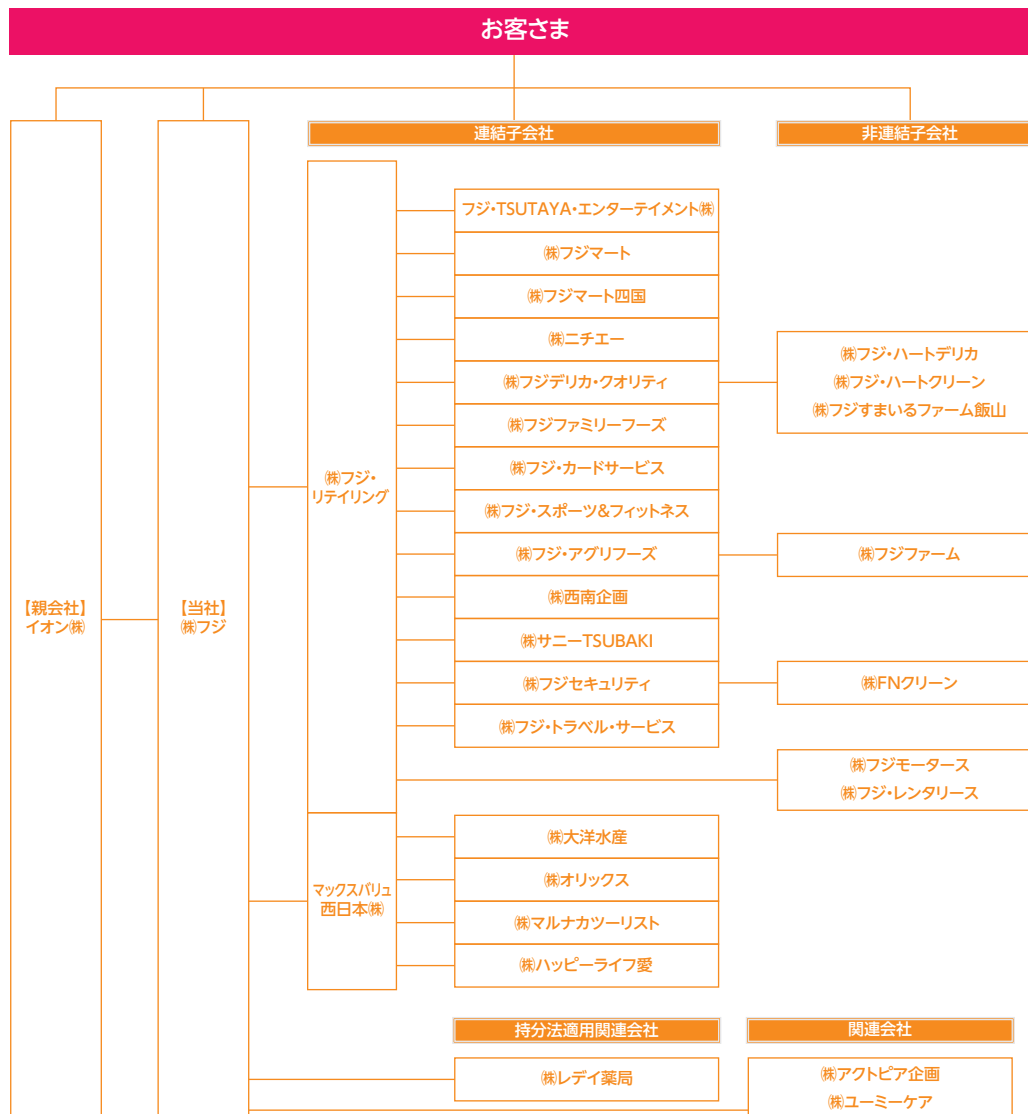 お客さま
連結子会社
非連結子会社
フジ・TSUTAYA・エンターテイメント㈱
㈱フジマート
㈱フジマート四国
㈱ニチエー
㈱フジデリカ・クオリティ
㈱フジ・ハートデリカ
㈱フジ・ハートクリーン
㈱フジすまいるファーム飯山
㈱フジファミリーフーズ
㈱フジ・カードサービス
㈱フジ・
リテイリング
㈱フジ・スポーツ&フィットネス
㈱フジ・アグリフーズ
㈱フジファーム
㈱西南企画
【親会社】
イオン㈱
【当社】
㈱フジ
㈱サニーTSUBAKI
㈱フジセキュリティ
㈱FNクリーン
㈱フジ・トラベル・サービス
㈱フジモータース
㈱フジ・レンタリース
㈱大洋水産
㈱オリックス
マックスバリュ
西日本㈱
㈱マルナカツーリスト
㈱ハッピーライフ愛
持分法適用関連会社
関連会社
㈱レデイ薬局
㈱アクトピア企画
㈱ユーミーケア